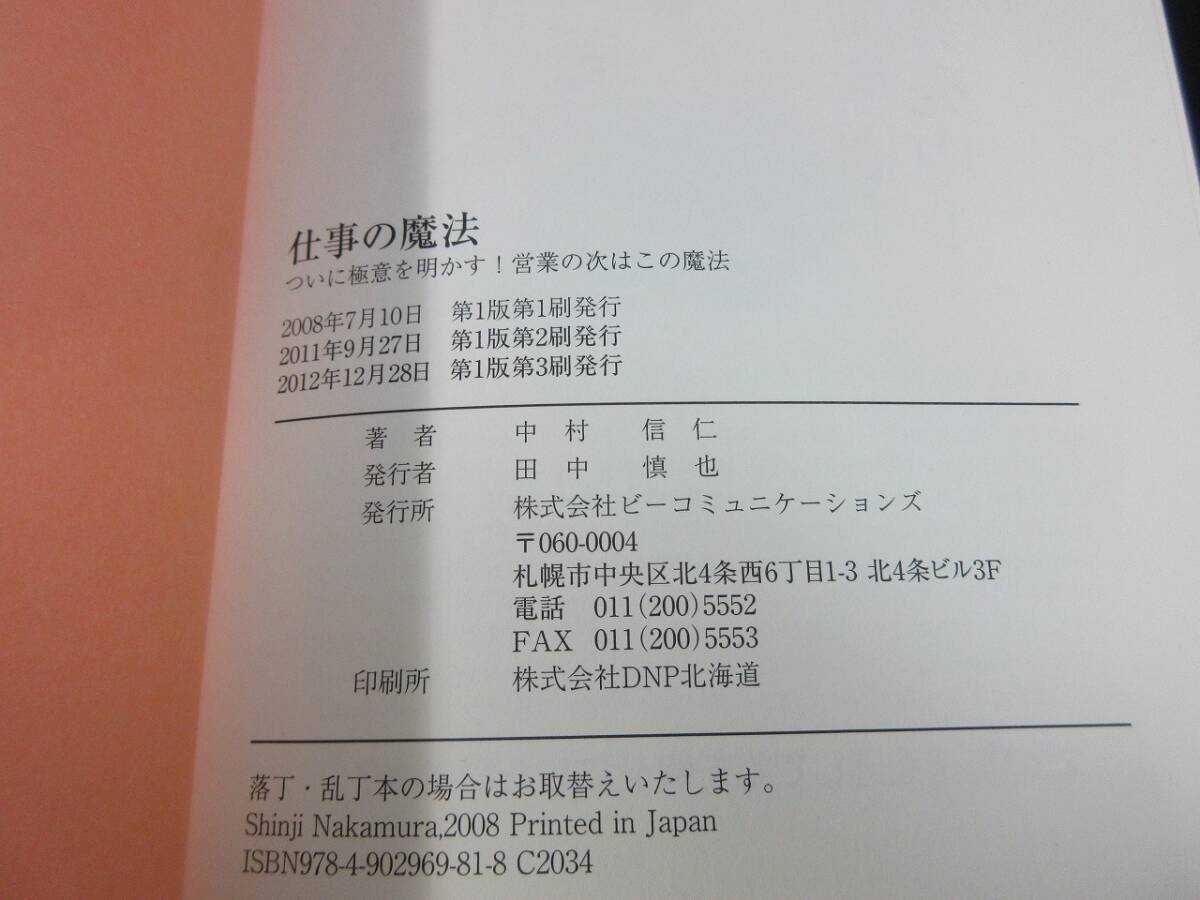 仕事の魔法
ついに極意を明かす！営業の次はこの魔法
2008年7月10日 第1版第1刷発行
2011年9月27日 第1版第2刷発行
2012年12月28日 第1版第3刷発行
著 者 中 村 信 仁
発行者 田 中 慎 也
発行所 株式会社ビーコミュニケーションズ
〒060-0004
札幌市中央区北4条西6丁目1-3 北4条ビル3F
電話 011(200)5552
FAX 011(200)5553
印刷所 株式会社DNP北海道
落丁・乱丁本の場合はお取替えいたします。
Shinji Nakamura,2008 Printed in Japan
ISBN978-4-902969-81-8 C2034